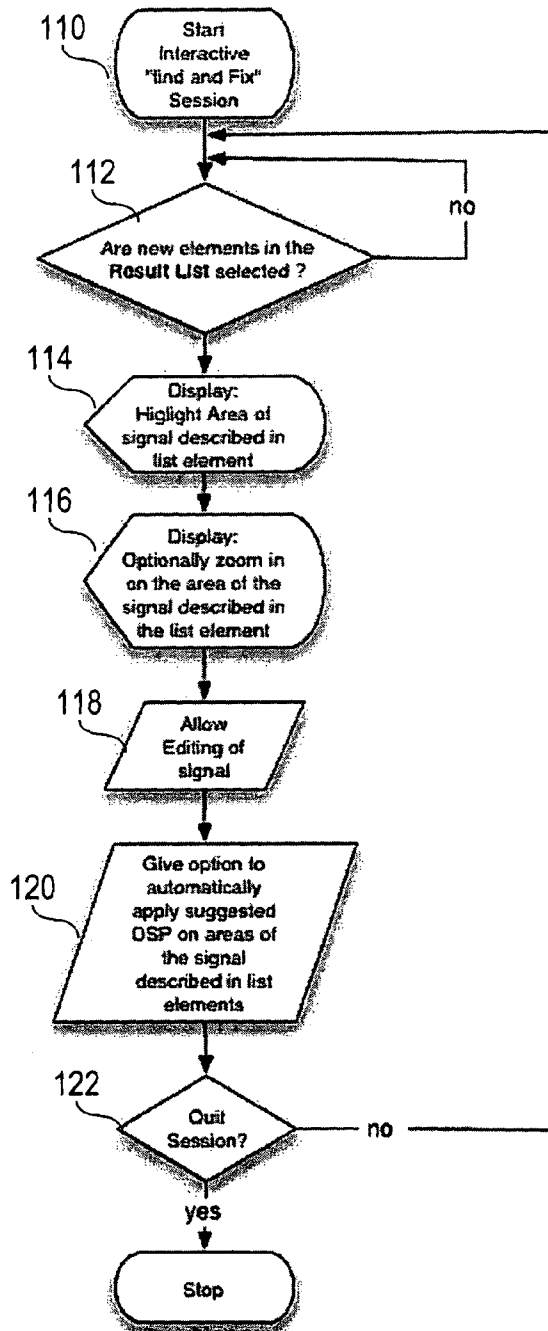 110
Start
Interactive
"find and Fix"
Session
112
no
Are new elements in the
Result List selected ?
114
Display:
Higlight Area of
signal described in
list element
116
Display:
Optionally zoom in
on the area of the
signal described in
the list element
118
Allow
Editing of
signal
120
Give option to
automatically
apply suggested
DSP on areas of
the signal
described in list
elements
122
Quit
Session?
no
yes
Stop